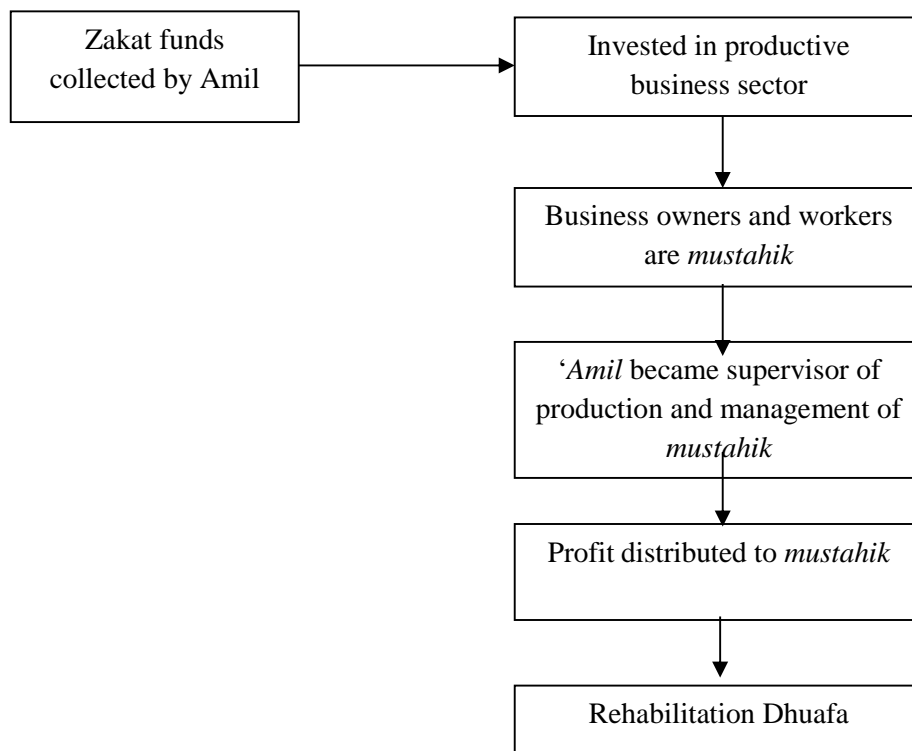 Zakat funds
collected by Amil
Invested in productive
business sector
Business owners and workers
are mustahik
‘Amil became supervisor of
production and management of
mustahik
Profit distributed to mustahik
Rehabilitation Dhuafa